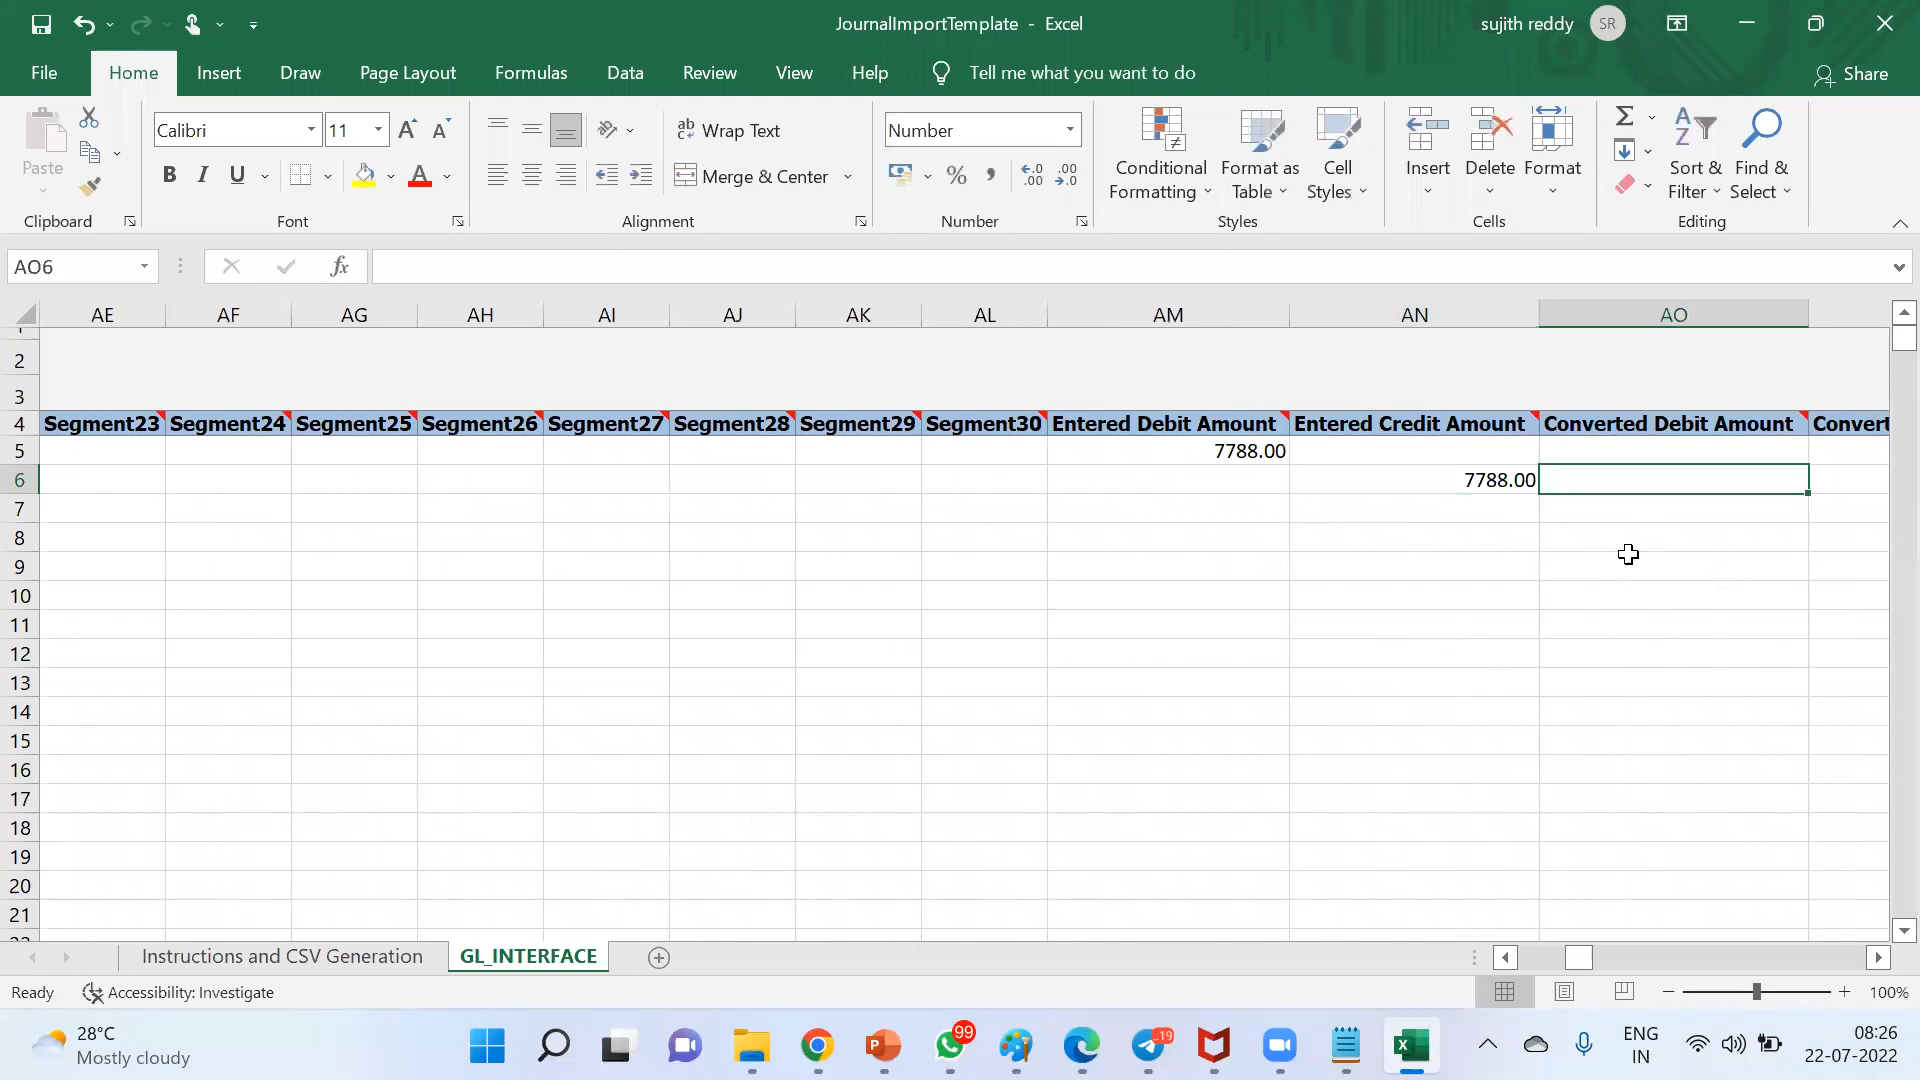 JournalImportTemplate - Excel
sujith reddy SR
File Home Insert Draw Page Layout Formulas Data Review View Help Tell me what you want to do Share
Calibri 11 Wrap Text Number
Paste B I U A Merge & Center % , Conditional Formatting Format as Table Cell Styles Insert Delete Format Sort & Filter Find & Select
Clipboard Font Alignment Number Styles Cells Editing
AO6 fx
AE AF AG AH AI AJ AK AL AM AN AO
2
3
4 Segment23 Segment24 Segment25 Segment26 Segment27 Segment28 Segment29 Segment30 Entered Debit Amount Entered Credit Amount Converted Debit Amount Convert
5 7788.00
6 7788.00
7
8
9
10
11
12
13
14
15
16
17
18
19
20
21
Instructions and CSV Generation GL_INTERFACE
Ready Accessibility: Investigate 100%
28°C
Mostly cloudy
99
19
ENG
IN
08:26
22-07-2022